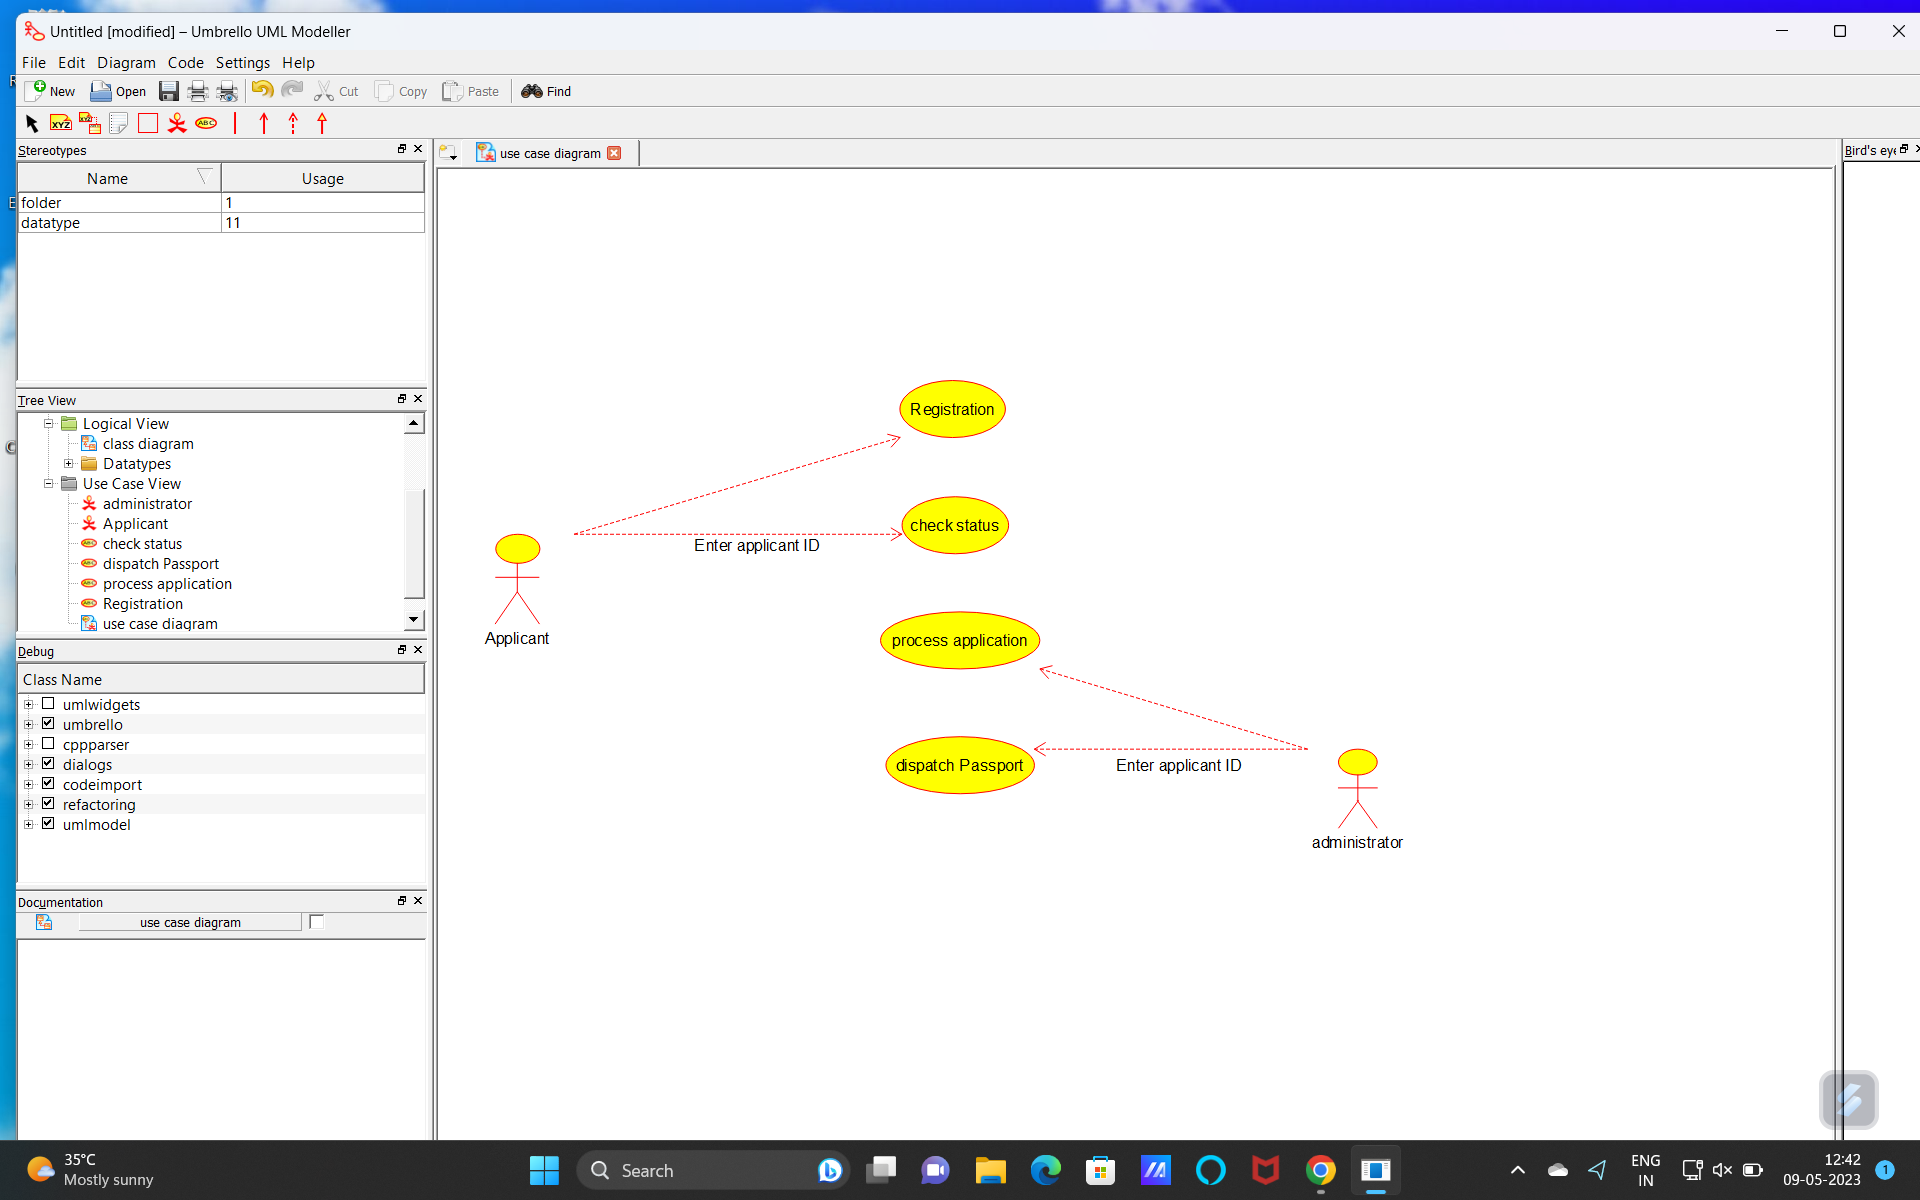 Untitled [modified] – Umbrello UML Modeller
File Edit Diagram Code Settings Help
New Open Cut Copy Paste Find
XYZ XYZ ABC
Stereotypes
Name Usage
folder 1
datatype 11
Tree View
Logical View
class diagram
Datatypes
Use Case View
administrator
Applicant
check status
dispatch Passport
process application
Registration
use case diagram
Debug
Class Name
umlwidgets
umbrello
cppparser
dialogs
codeimport
refactoring
umlmodel
Documentation
use case diagram
use case diagram
Bird's eye
Registration
check status
Enter applicant ID
Applicant
process application
dispatch Passport
Enter applicant ID
administrator
35°C
Mostly sunny
Search
ENG
IN
12:42
09-05-2023
1